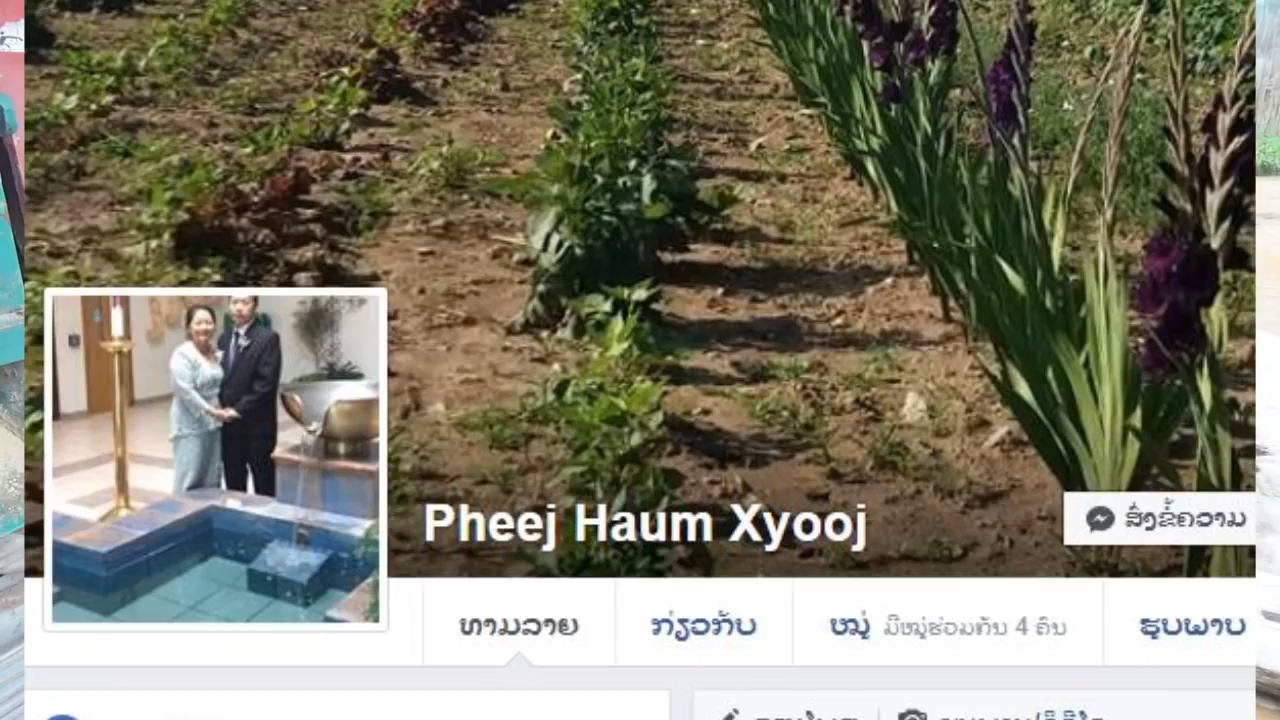 Pheej Haum Xyooj
ສົ່ງຂໍ້ຄວາມ
ທາມລາຍ
ກ່ຽວກັບ
ໝູ່ ມີໝູ່ຮ່ວມກັນ 4 ຄົນ
ຮູບພາບ